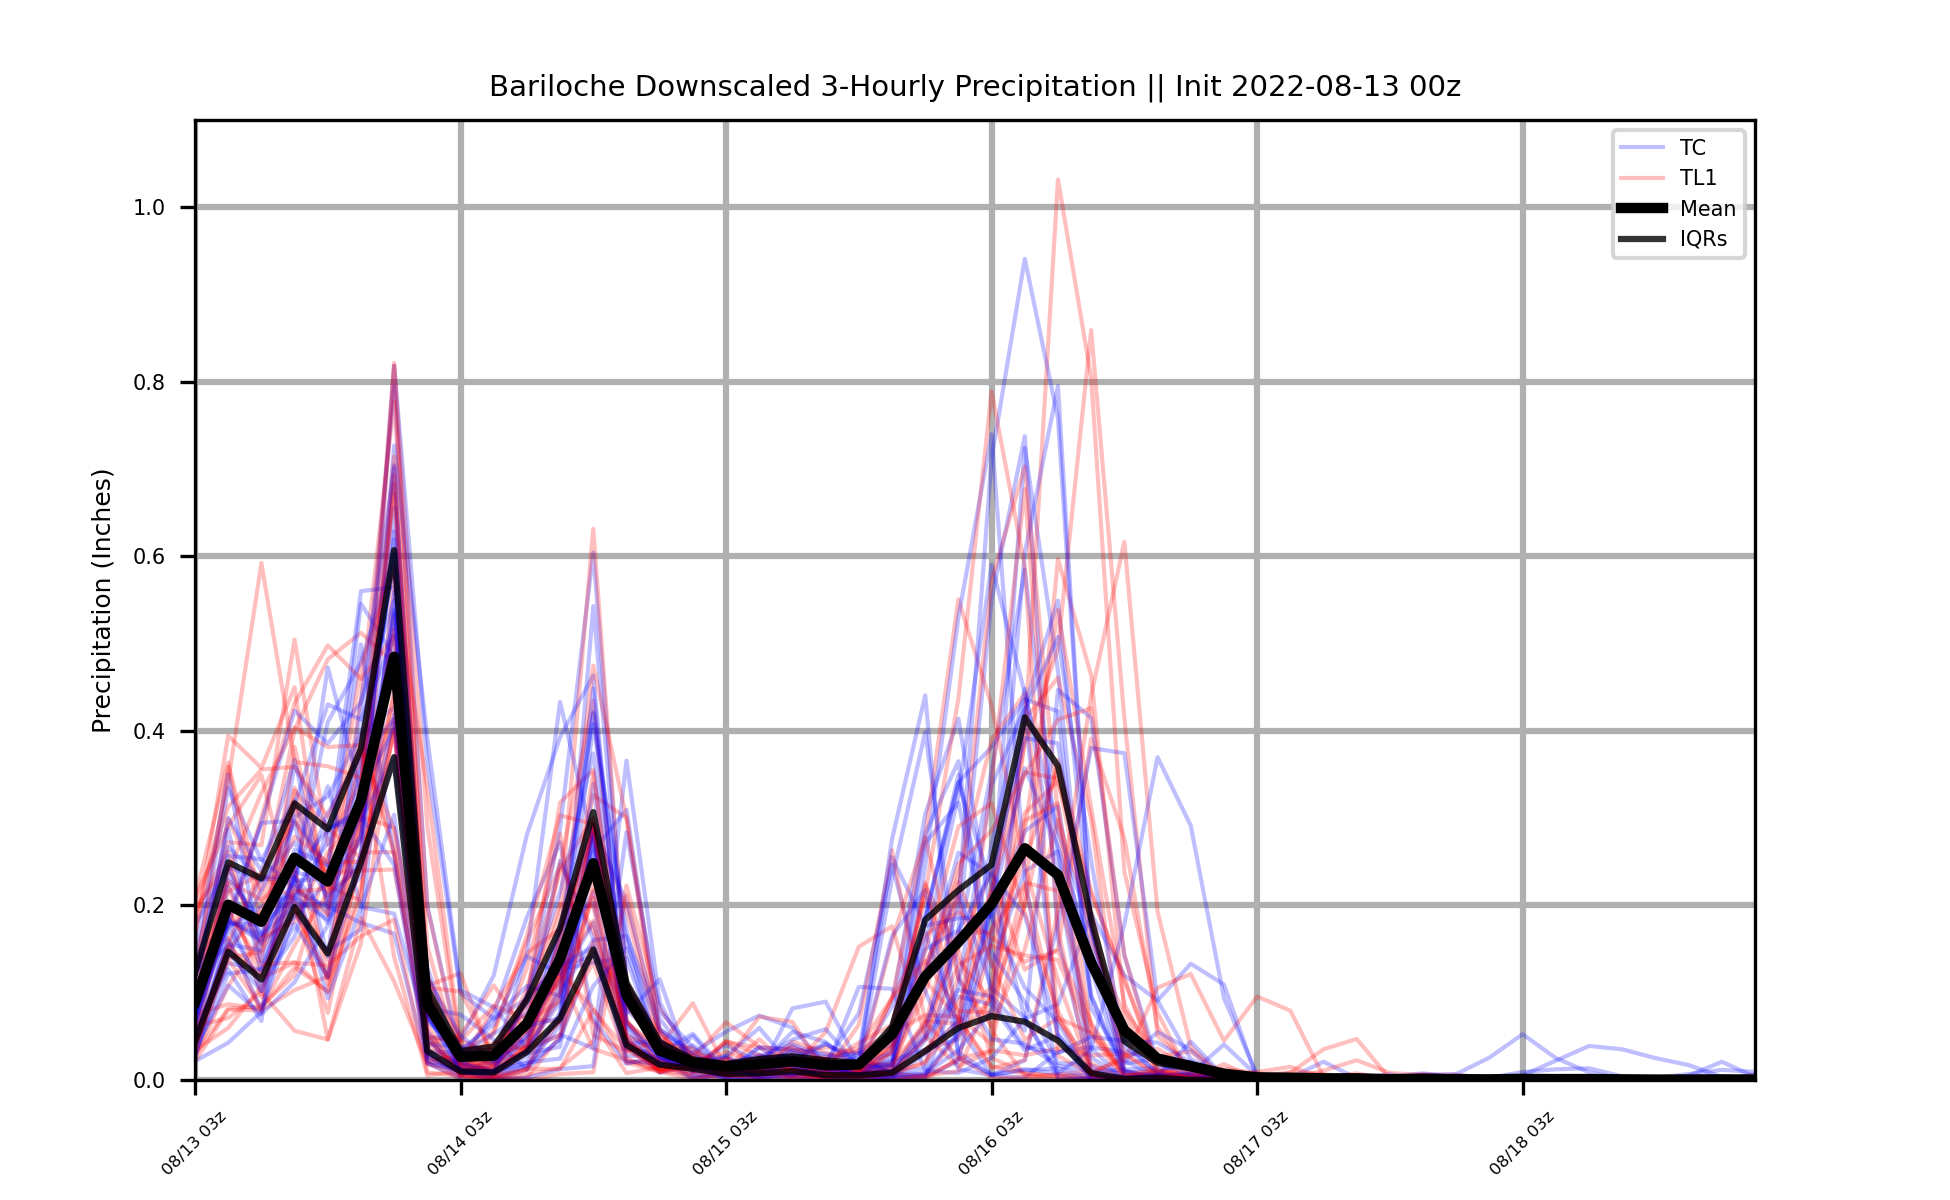 Bariloche Downscaled 3-Hourly Precipitation || Init 2022-08-13 00z
TC
TL1
Mean
IQRs
Precipitation (Inches)
1.0
0.8
0.6
0.4
0.2
0.0
08/13 03z
08/14 03z
08/15 03z
08/16 03z
08/17 03z
08/18 03z